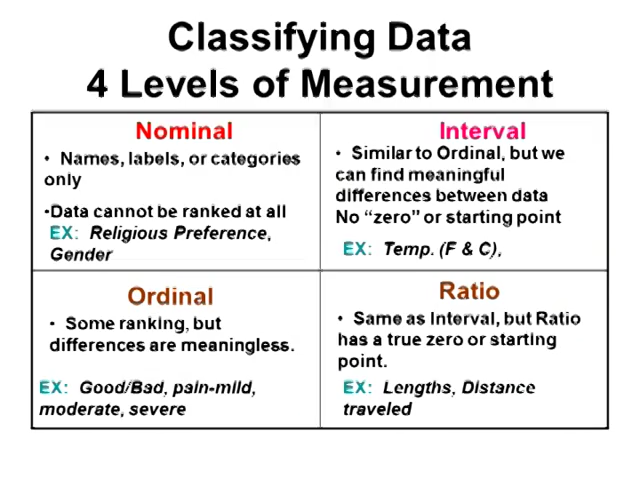 Classifying Data
4 Levels of Measurement
Nominal
• Names, labels, or categories
only
•Data cannot be ranked at all
EX: Religious Preference,
Gender
Interval
• Similar to Ordinal, but we
can find meaningful
differences between data
No “zero” or starting point
EX: Temp. (F & C),
Ordinal
• Some ranking, but
differences are meaningless.
EX: Good/Bad, pain-mild,
moderate, severe
Ratio
• Same as Interval, but Ratio
has a true zero or starting
point.
EX: Lengths, Distance
traveled